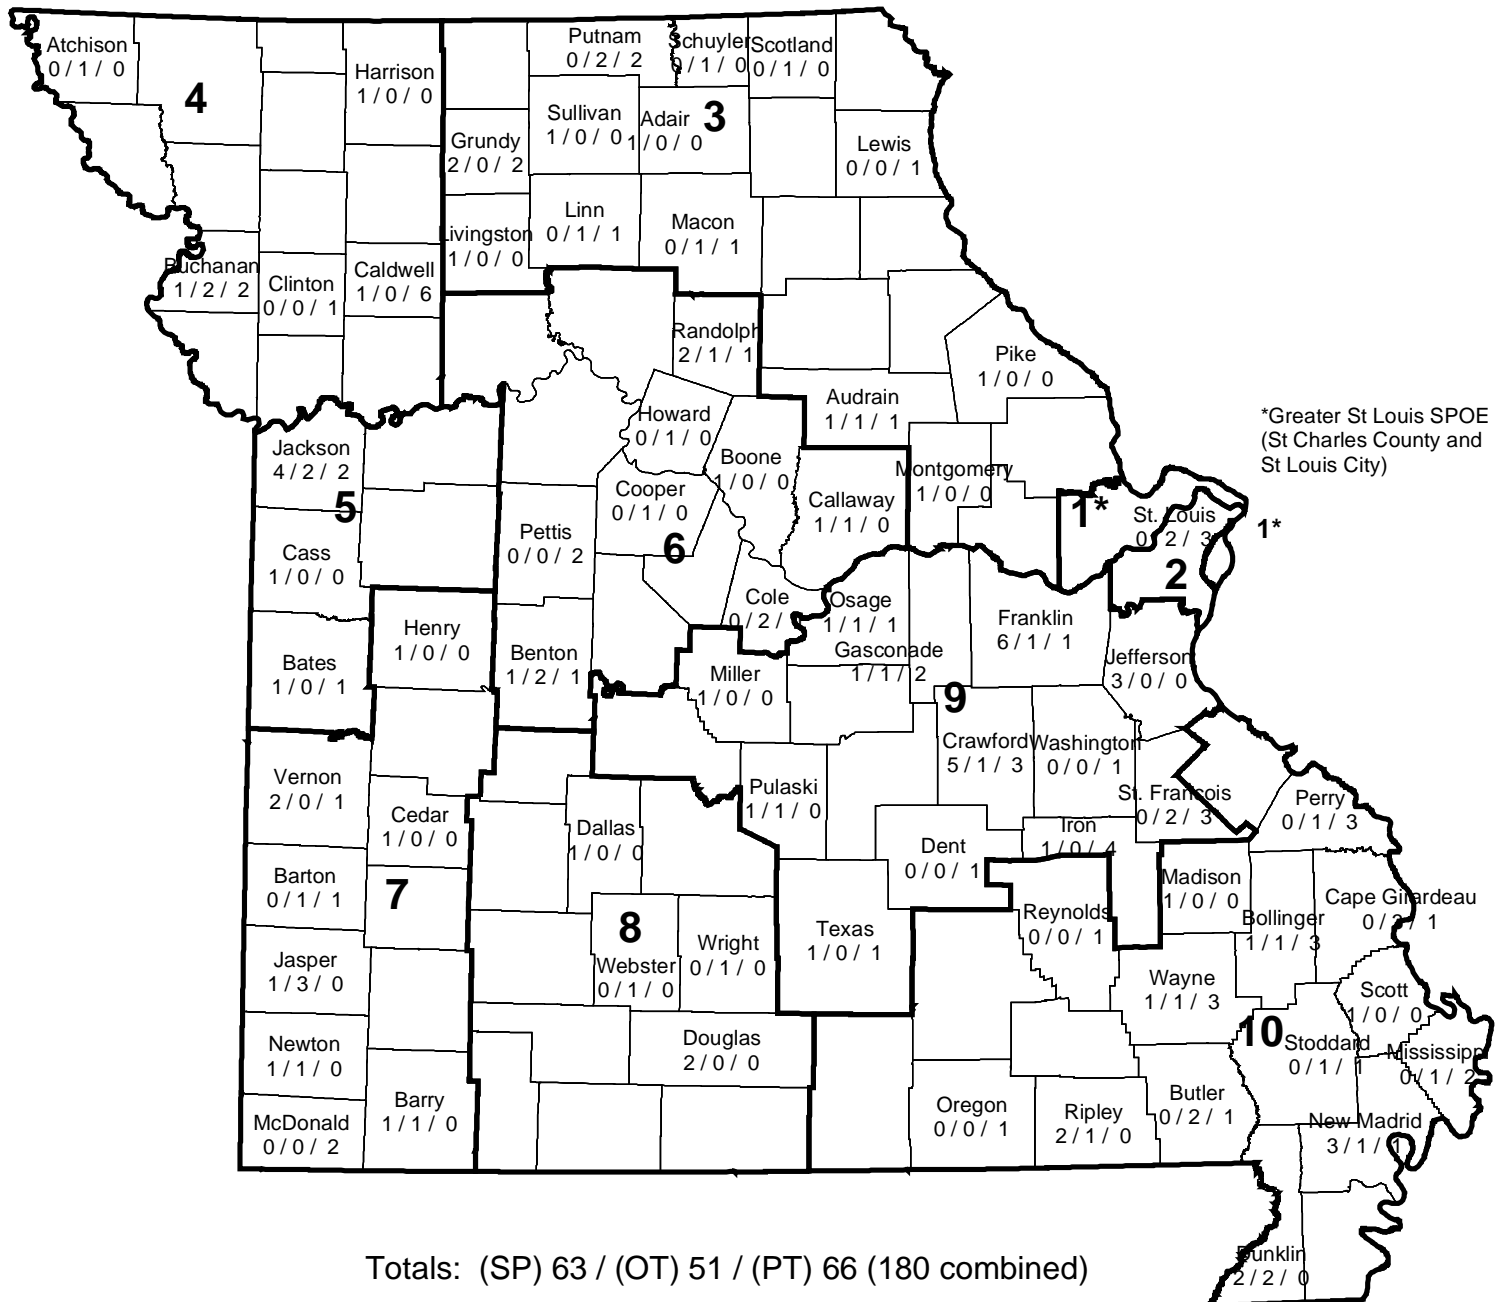 Atchison
0 / 1 / 0
4
Harrison
1 / 0 / 0
Putnam
0 / 2 / 2
Schuyler
0 / 1 / 0
Scotland
0 / 1 / 0
Grundy
2 / 0 / 2
Sullivan
1 / 0 / 0
Adair
1 / 0 / 0
3
Lewis
0 / 0 / 1
Livingston
1 / 0 / 0
Linn
0 / 1 / 1
Macon
0 / 1 / 1
Buchanan
1 / 2 / 2
Clinton
0 / 0 / 1
Caldwell
1 / 0 / 6
Randolph
2 / 1 / 1
Pike
1 / 0 / 0
Audrain
1 / 1 / 1
Howard
0 / 1 / 0
*Greater St Louis SPOE
(St Charles County and
St Louis City)
Jackson
4 / 2 / 2
5
Boone
1 / 0 / 0
Cooper
0 / 1 / 0
6
Callaway
1 / 1 / 0
Montgomery
1 / 0 / 0
1*
St. Louis
0 / 2 / 3
1*
2
Pettis
0 / 0 / 2
Cass
1 / 0 / 0
Cole
0 / 2 /
Osage
1 / 1 / 1
Gasconade
1 / 1 / 2
Franklin
6 / 1 / 1
Jefferson
3 / 0 / 0
Henry
1 / 0 / 0
Bates
1 / 0 / 1
Benton
1 / 2 / 1
Miller
1 / 0 / 0
9
Crawford
5 / 1 / 3
Washington
0 / 0 / 1
Vernon
2 / 0 / 1
Cedar
1 / 0 / 0
Pulaski
1 / 1 / 0
St. Francois
0 / 2 / 3
Perry
0 / 1 / 3
Dallas
1 / 0 / 0
Iron
1 / 0 / 4
Dent
0 / 0 / 1
Barton
0 / 1 / 1
7
Madison
1 / 0 / 0
Cape Girardeau
0 / / 1
Bollinger
1 / 1 / 3
Reynolds
0 / 0 / 1
8
Webster
0 / 1 / 0
Wright
0 / 1 / 0
Texas
1 / 0 / 1
Jasper
1 / 3 / 0
Wayne
1 / 1 / 3
Scott
1 / 0 / 0
10
Stoddard
0 / 1 / 1
Mississippi
0 / 1 / 2
Newton
1 / 1 / 0
Douglas
2 / 0 / 0
Barry
1 / 1 / 0
McDonald
0 / 0 / 2
Oregon
0 / 0 / 1
Ripley
2 / 1 / 0
Butler
0 / 2 / 1
New Madrid
3 / 1 / 1
Dunklin
2 / 2 / 0
Totals: (SP) 63 / (OT) 51 / (PT) 66 (180 combined)